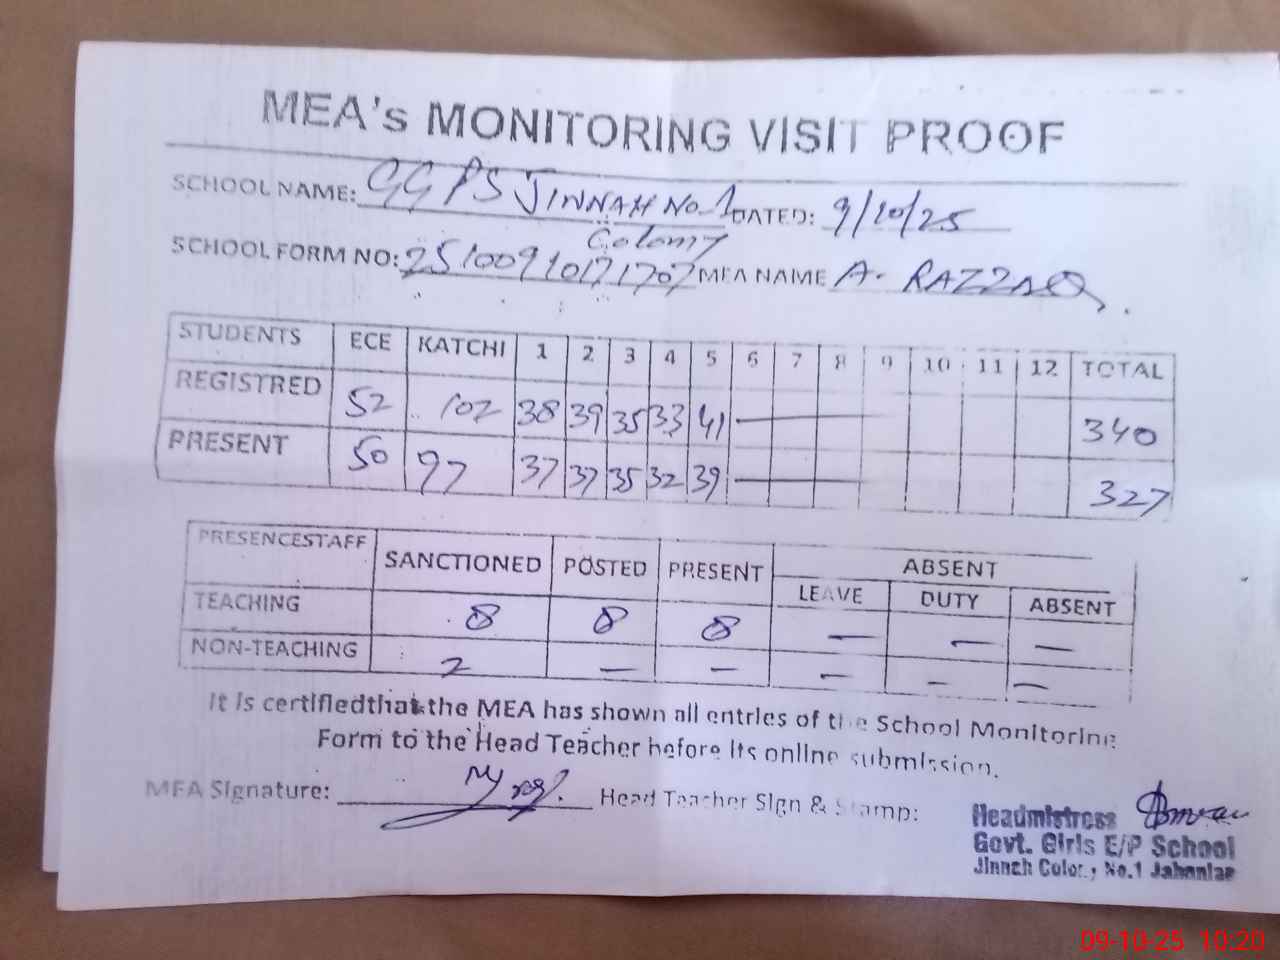 MEA's MONITORING VISIT PROOF
SCHOOL NAME: GGPS JINNAH No. 1 DATED: 9/10/25
Colony
SCHOOL FORM NO: MEA NAME A. RAZZAQ
STUDENTS ECE KATCHI 1 2 3 4 5 6 7 8 9 10 11 12 TOTAL
REGISTRED 52 102 38 39 35 33 41 — 340
PRESENT 50 97 37 37 35 32 39 — 327
PRESENCESTAFF SANCTIONED POSTED PRESENT ABSENT
LEAVE DUTY ABSENT
TEACHING 8 8 8 — — —
NON-TEACHING 2 — — — — —
It is certifiedthat the MEA has shown all entries of the School Monitoring
Form to the Head Teacher before its online submission.
MEA Signature: Head Teacher Sign & Stamp:
Headmistress
Govt. Girls E/P School
Jinnah Colony No.1 Jahanian
09-10-25 10:20